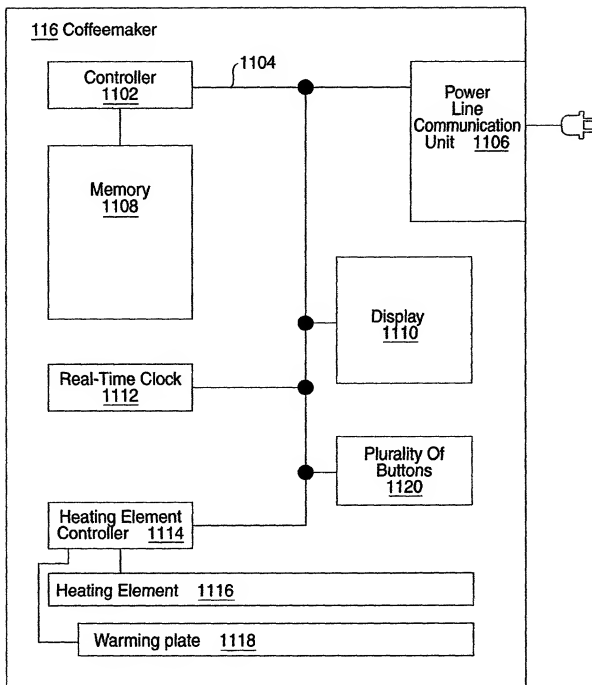 116 Coffeemaker
Controller
1102
1104
Power
Line
Communication
Unit 1106
Memory
1108
Display
1110
Real-Time Clock
1112
Plurality Of
Buttons
1120
Heating Element
Controller 1114
Heating Element 1116
Warming plate 1118